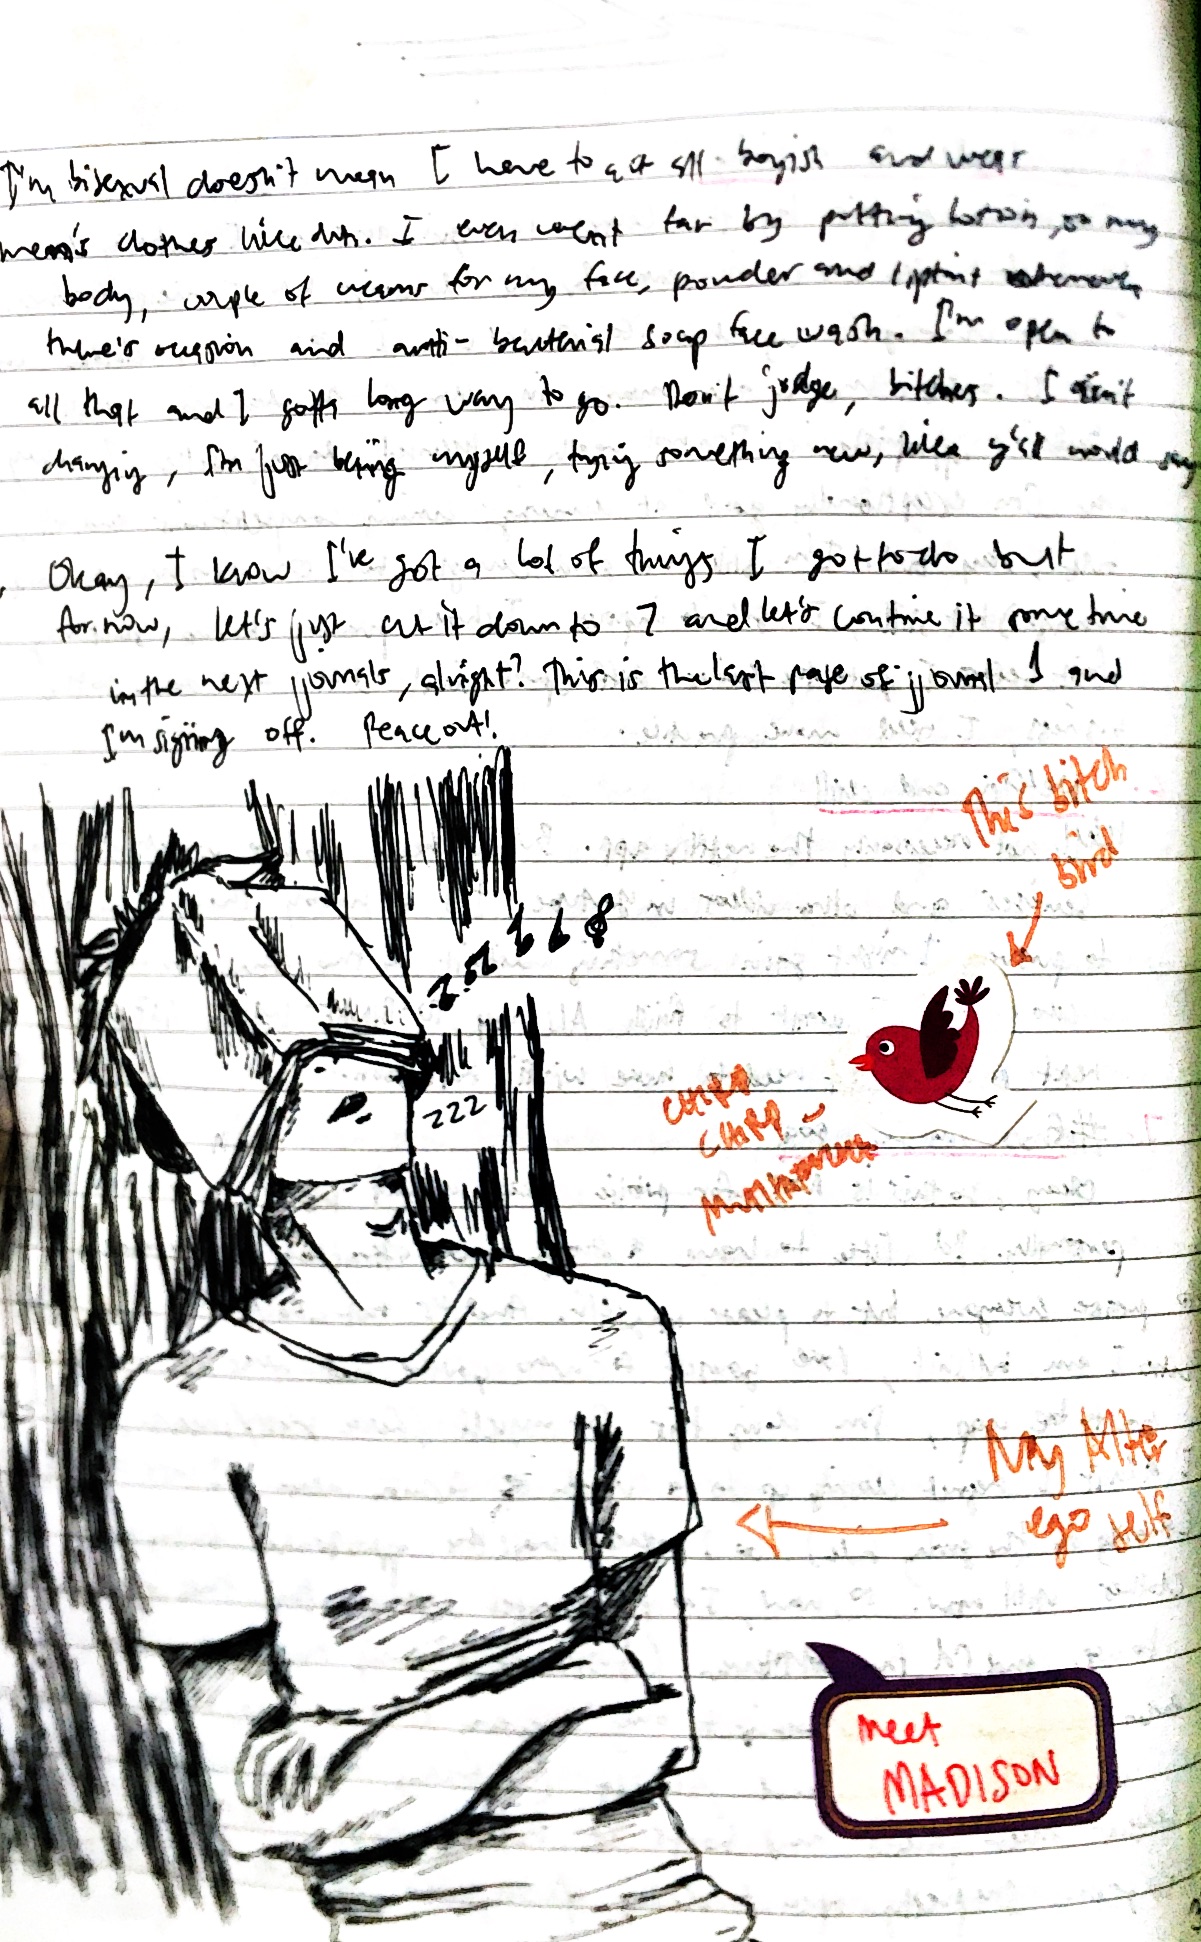 I'm bisexual doesn't mean I have to act all boyish and wear
men's clothes like duh. I even went far by putting lotion, on my
body, couple of creams for my face, powder and liptint whenever
there's occasion and anti-bacterial soap face wash. I'm open to
all that and I gotta long way to go. Don't judge, bitches. I ain't
changing, I'm just being myself, trying something new, like y'all would say
Okay, I know I've got a lot of things I got to do but
for now, let's just cut it down to 7 and let's continue it some time
in the next journals, alright? This is the last page of journal 1 and
I'm signing off. Peace out!
This bitch
bird
zzz
CHIRP
CHIRP
My Alter
ego self
meet
MADISON